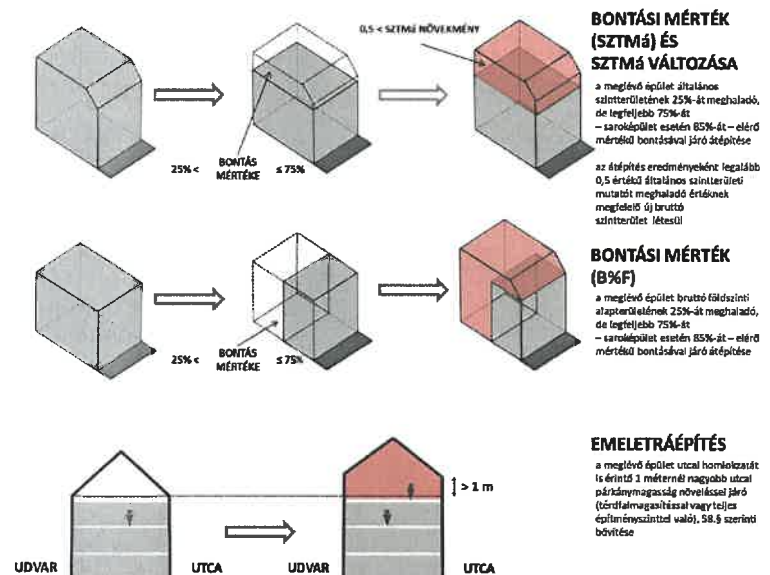 0,5 < SZTMá NÖVEKMÉNY
25% <
BONTÁS
MÉRTÉKE
≤ 75%
BONTÁSI MÉRTÉK
(SZTMá) ÉS
SZTMá VÁLTOZÁSA
a meglévő épület általános
szintterületének 25%-át meghaladó,
de legfeljebb 75%-át
– saroképület esetén 85%-át – elérő
mértékű bontásával járó átépítése
az átépítés eredményeként legalább
0,5 értékű általános szintterületi
mutatót meghaladó értéknek
megfelelő új bruttó
szintterület létesül
25% <
BONTÁS
MÉRTÉKE
≤ 75%
BONTÁSI MÉRTÉK
(B%F)
a meglévő épület bruttó földszinti
alapterületének 25%-át meghaladó,
de legfeljebb 75%-át
– saroképület esetén 85%-át – elérő
mértékű bontásával járó átépítése
> 1 m
UDVAR
UTCA
UDVAR
UTCA
EMELETRÁÉPÍTÉS
a meglévő épület utcai homlokzatát
is érintő 1 méternél nagyobb utcai
párkánymagasság növeléssel járó
(térdfalmagasítással vagy teljes
építményszinttel való), 58.§ szerinti
bővítése